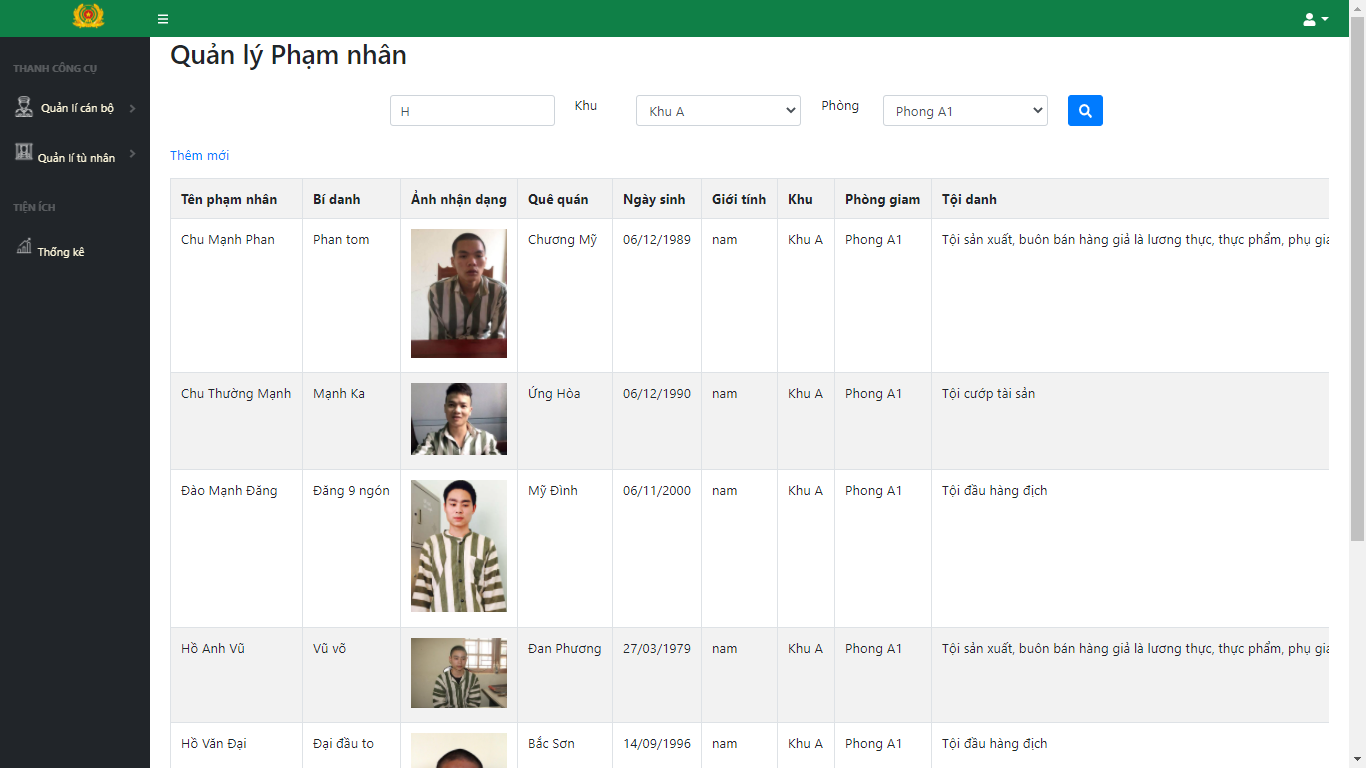 Quản lý Phạm nhân
THANH CÔNG CỤ
Quản lí cán bộ
Quản lí tù nhân
TIỆN ÍCH
Thống kê
H Khu Khu A Phòng Phong A1
Thêm mới
Tên phạm nhân Bí danh Ảnh nhận dạng Quê quán Ngày sinh Giới tính Khu Phòng giam Tội danh
Chu Mạnh Phan Phan tom Chương Mỹ 06/12/1989 nam Khu A Phong A1 Tội sản xuất, buôn bán hàng giả là lương thực, thực phẩm, phụ gia
Chu Thường Mạnh Mạnh Ka Ứng Hòa 06/12/1990 nam Khu A Phong A1 Tội cướp tài sản
Đào Mạnh Đăng Đăng 9 ngón Mỹ Đình 06/11/2000 nam Khu A Phong A1 Tội đầu hàng địch
Hồ Anh Vũ Vũ võ Đan Phương 27/03/1979 nam Khu A Phong A1 Tội sản xuất, buôn bán hàng giả là lương thực, thực phẩm, phụ gia
Hồ Văn Đại Đại đầu to Bắc Sơn 14/09/1996 nam Khu A Phong A1 Tội đầu hàng địch